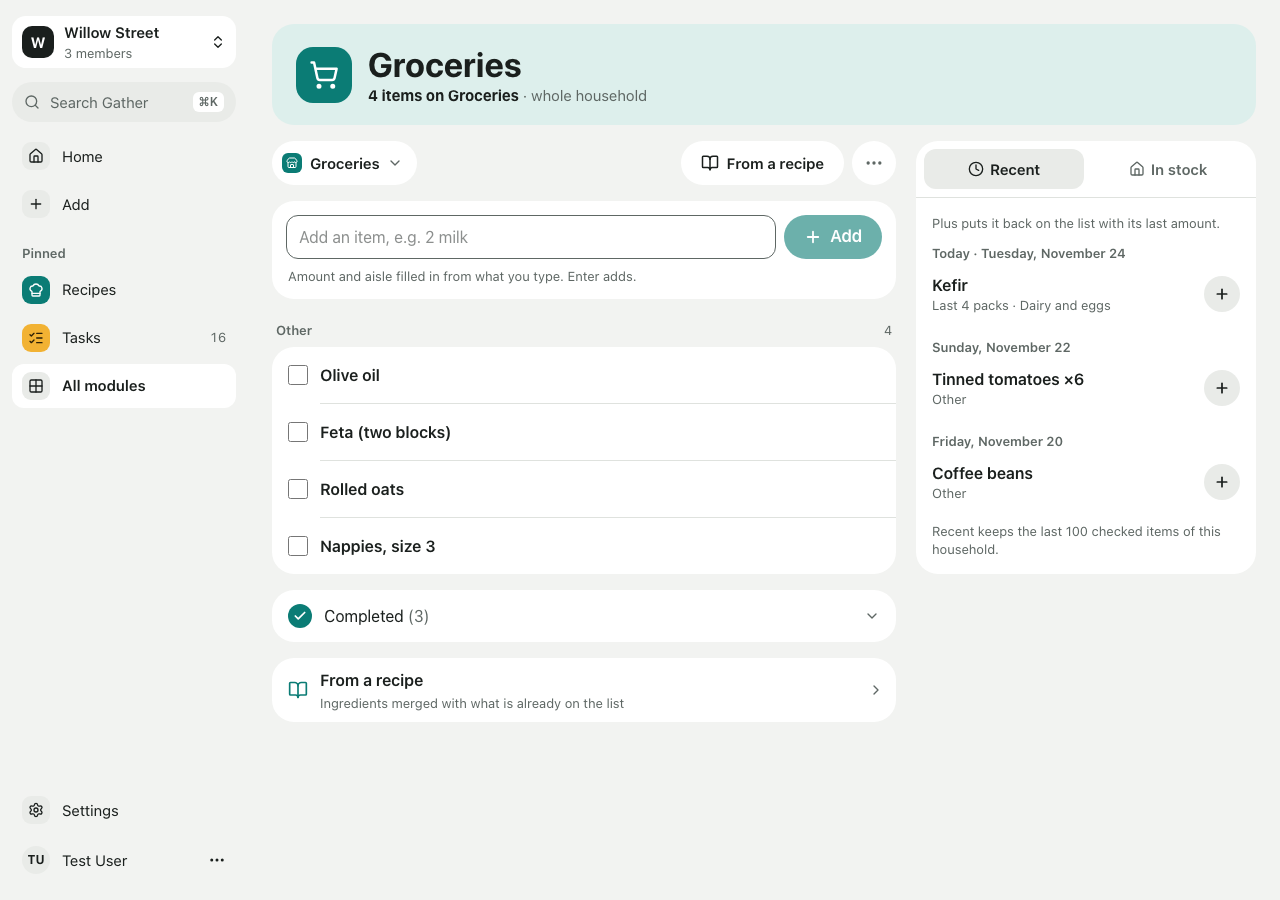 W
Willow Street
3 members
Search Gather
⌘K
Home
Add
Pinned
Recipes
Tasks
16
All modules
Settings
TU
Test User
Groceries
4 items on Groceries · whole household
Groceries
From a recipe
Add an item, e.g. 2 milk
Add
Amount and aisle filled in from what you type. Enter adds.
Other
4
Olive oil
Feta (two blocks)
Rolled oats
Nappies, size 3
Completed (3)
From a recipe
Ingredients merged with what is already on the list
Recent
In stock
Plus puts it back on the list with its last amount.
Today · Tuesday, November 24
Kefir
Last 4 packs · Dairy and eggs
Sunday, November 22
Tinned tomatoes ×6
Other
Friday, November 20
Coffee beans
Other
Recent keeps the last 100 checked items of this
household.